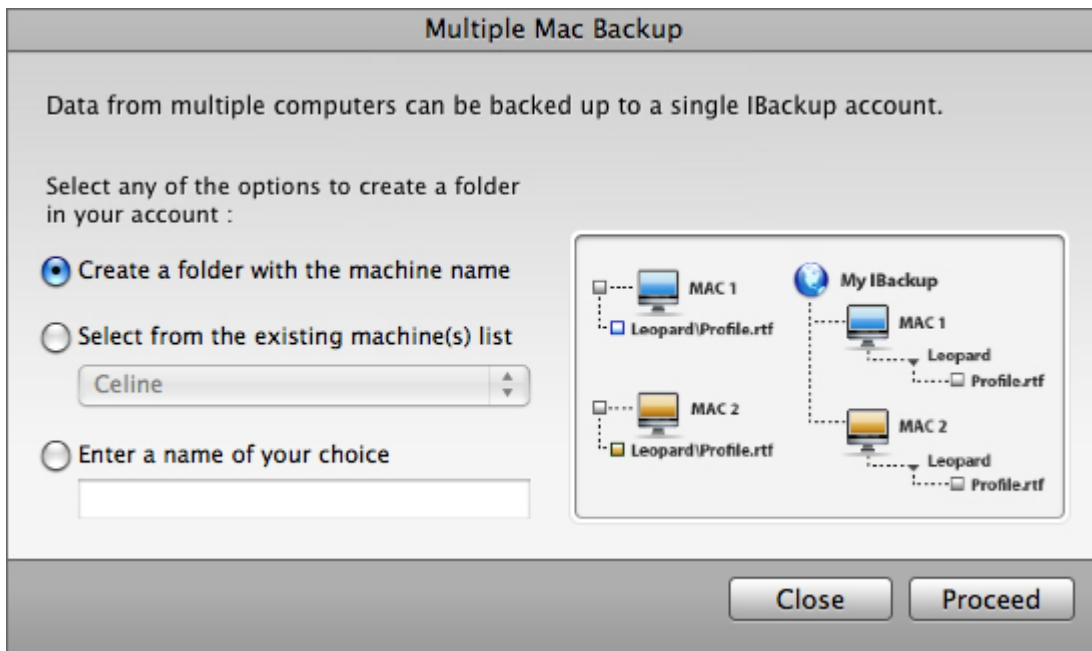 Multiple Mac Backup
Data from multiple computers can be backed up to a single IBackup account.
Select any of the options to create a folder
in your account :
Create a folder with the machine name
Select from the existing machine(s) list
Celine
Enter a name of your choice
MAC 1
Leopard\Profile.rtf
MAC 2
Leopard\Profile.rtf
My IBackup
MAC 1
Leopard
Profile.rtf
MAC 2
Leopard
Profile.rtf
Close
Proceed